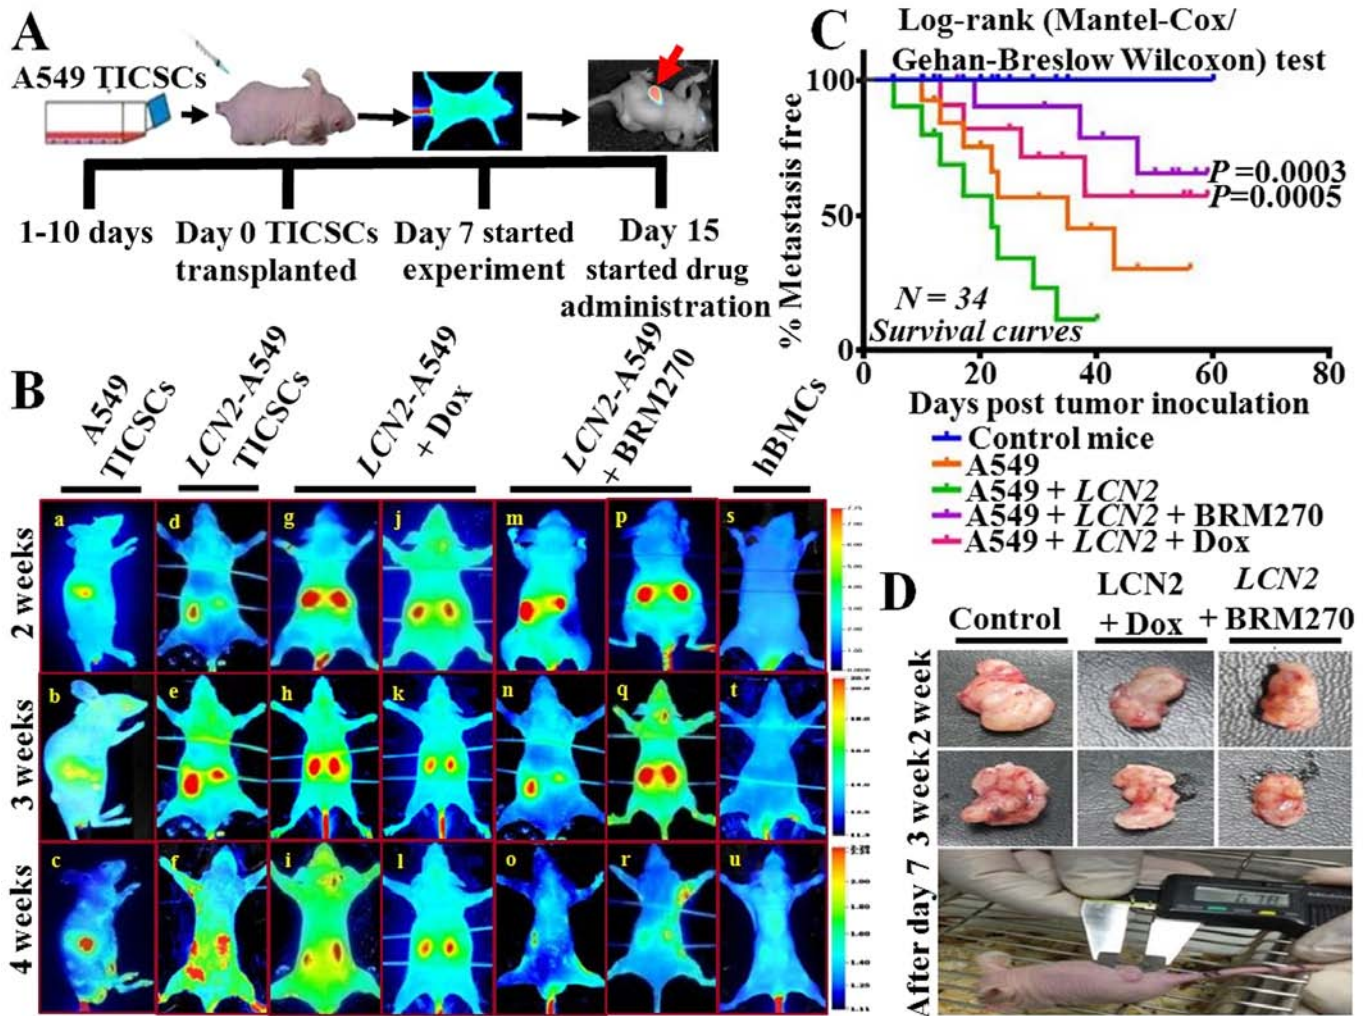 A
A549 TICSCs
1-10 days
Day 0 TICSCs
transplanted
Day 7 started
experiment
Day 15
started drug
administration
C
Log-rank (Mantel-Cox/
Gehan-Breslow Wilcoxon) test
% Metastasis free
100
50
0
P =0.0003
P=0.0005
N = 34
Survival curves
0
20
40
60
80
Days post tumor inoculation
Control mice
A549
A549 + LCN2
A549 + LCN2 + BRM270
A549 + LCN2 + Dox
B
A549
TICSCs
LCN2-A549
TICSCs
LCN2-A549
+ Dox
LCN2-A549
+ BRM270
hBMCs
2 weeks
a
d
g
j
m
p
s
3 weeks
b
e
h
k
n
q
t
4 weeks
c
f
i
l
o
r
u
D
Control
LCN2
+ Dox
LCN2
+ BRM270
2 week
3 week
After day 7